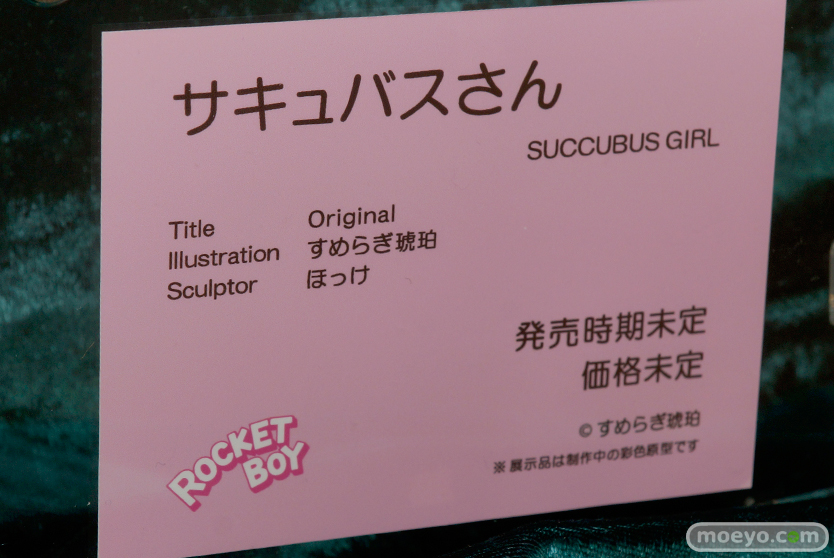 サキュバスさん
SUCCUBUS GIRL
Title Original
Illustration すめらぎ琥珀
Sculptor ほっけ
発売時期未定
価格未定
© すめらぎ琥珀
※ 展示品は制作中の彩色原型です
ROCKET
BOY
moeyo.com